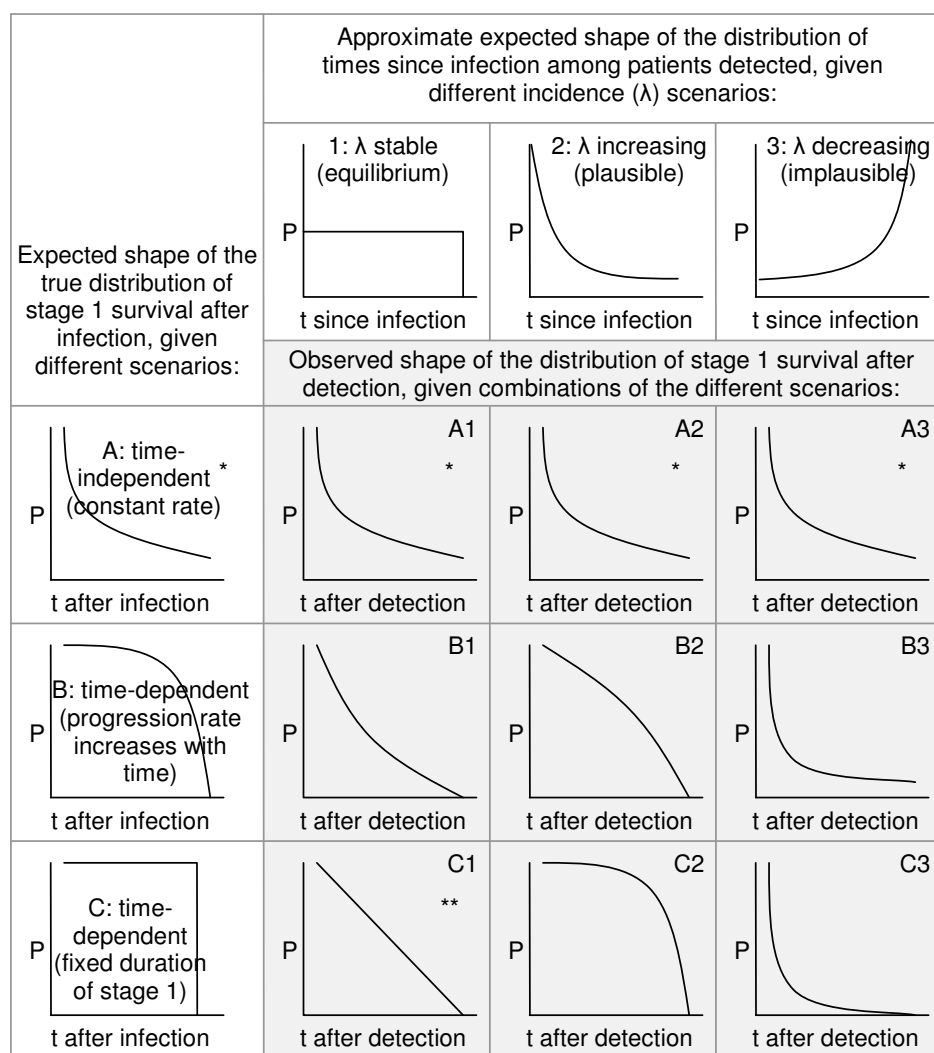 Approximate expected shape of the distribution of
times since infection among patients detected, given
different incidence (λ) scenarios:
Expected shape of the
true distribution of
stage 1 survival after
infection, given
different scenarios:
1: λ stable
(equilibrium)
P
t since infection
2: λ increasing
(plausible)
P
t since infection
3: λ decreasing
(implausible)
P
t since infection
Observed shape of the distribution of stage 1 survival after
detection, given combinations of the different scenarios:
A: time-
independent *
(constant rate)
P
t after infection
A1
*
P
t after detection
A2
*
P
t after detection
A3
*
P
t after detection
B: time-dependent
(progression rate
increases with
time)
P
t after infection
B1
P
t after detection
B2
P
t after detection
B3
P
t after detection
C: time-
dependent
(fixed duration
of stage 1)
P
t after infection
C1
**
P
t after detection
C2
P
t after detection
C3
P
t after detection